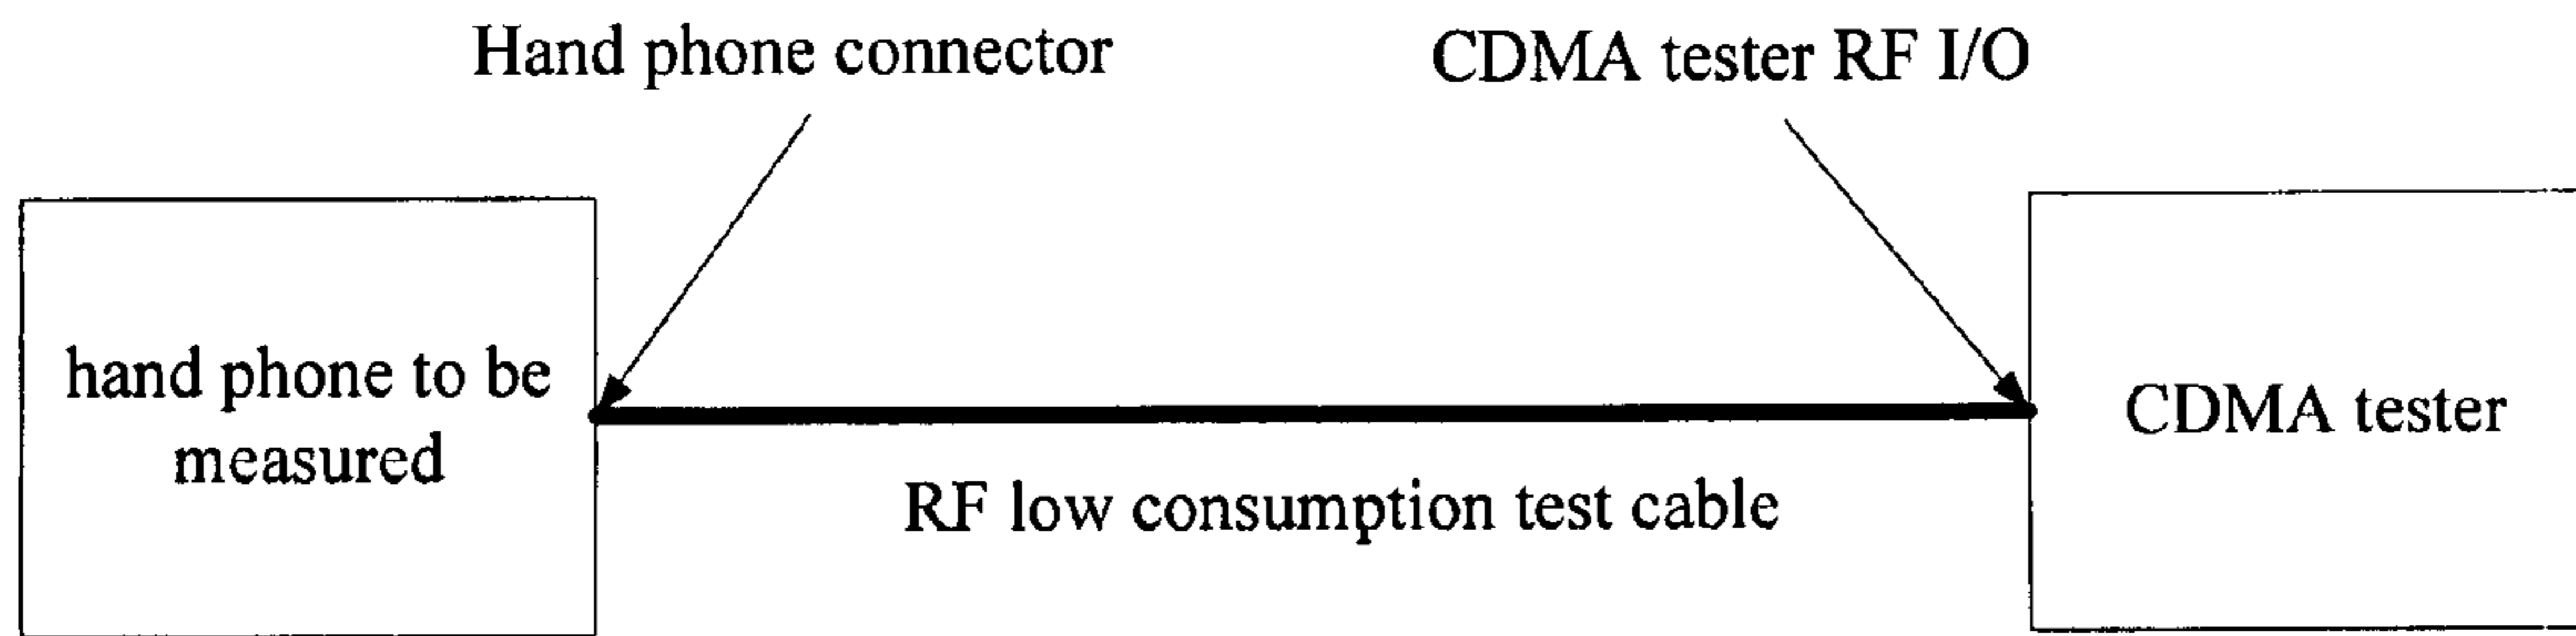 Hand phone connector
CDMA tester RF I/O
hand phone to be
measured
CDMA tester
RF low consumption test cable